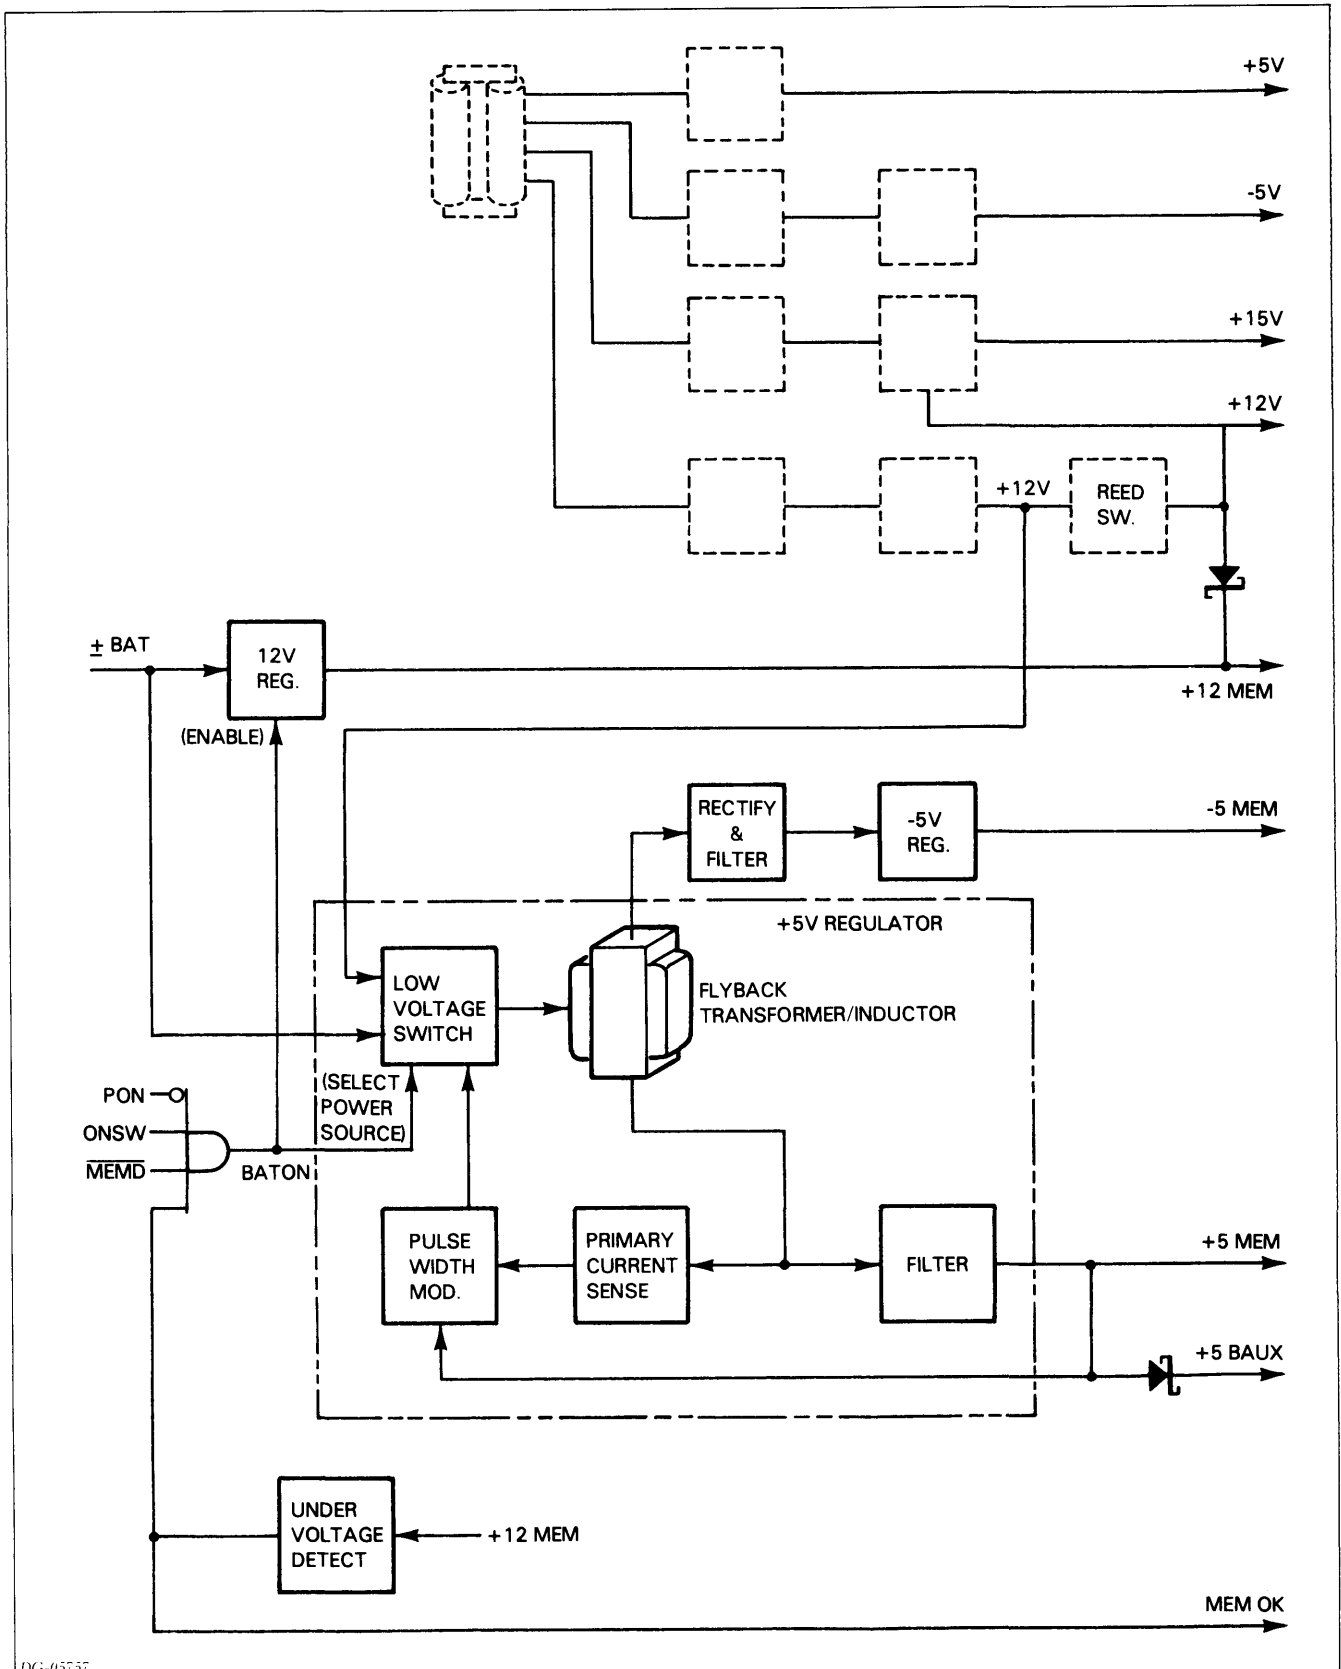 +5V
-5V
+15V
+12V
+12V
REED
SW.
± BAT
12V
REG.
+12 MEM
(ENABLE)
RECTIFY
&
FILTER
-5V
REG.
-5 MEM
+5V REGULATOR
LOW
VOLTAGE
SWITCH
FLYBACK
TRANSFORMER/INDUCTOR
(SELECT
POWER
SOURCE)
PON
ONSW
M̅E̅M̅D̅
BATON
PULSE
WIDTH
MOD.
PRIMARY
CURRENT
SENSE
FILTER
+5 MEM
+5 BAUX
UNDER
VOLTAGE
DETECT
+12 MEM
MEM OK
DG-05757